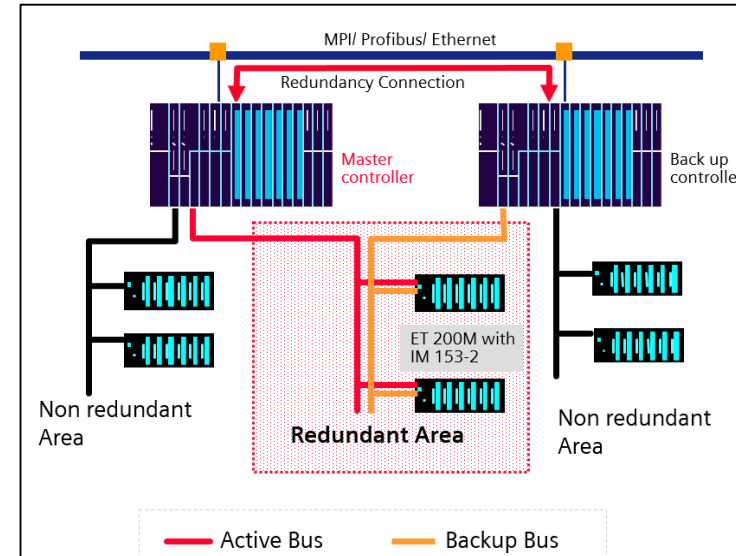 MPI/ Profibus/ Ethernet
Redundancy Connection
Master
controller
Back up
controlle
ET 200M with
IM 153-2
Non redundant
Area
Redundant Area
Non redundant
Area
Active Bus
Backup Bus